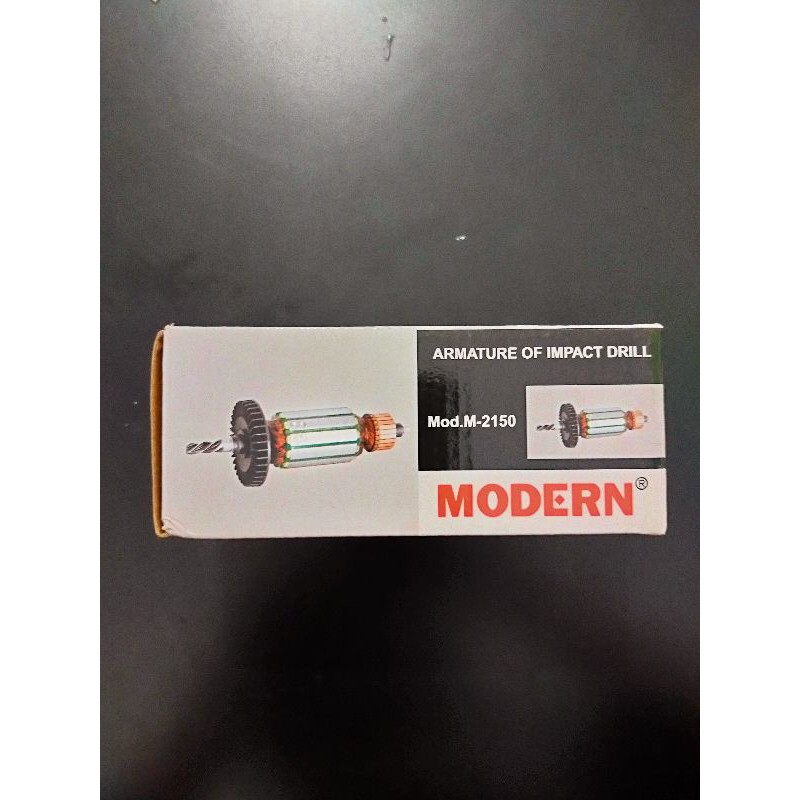 ARMATURE OF IMPACT DRILL
Mod.M-2150
MODERN®